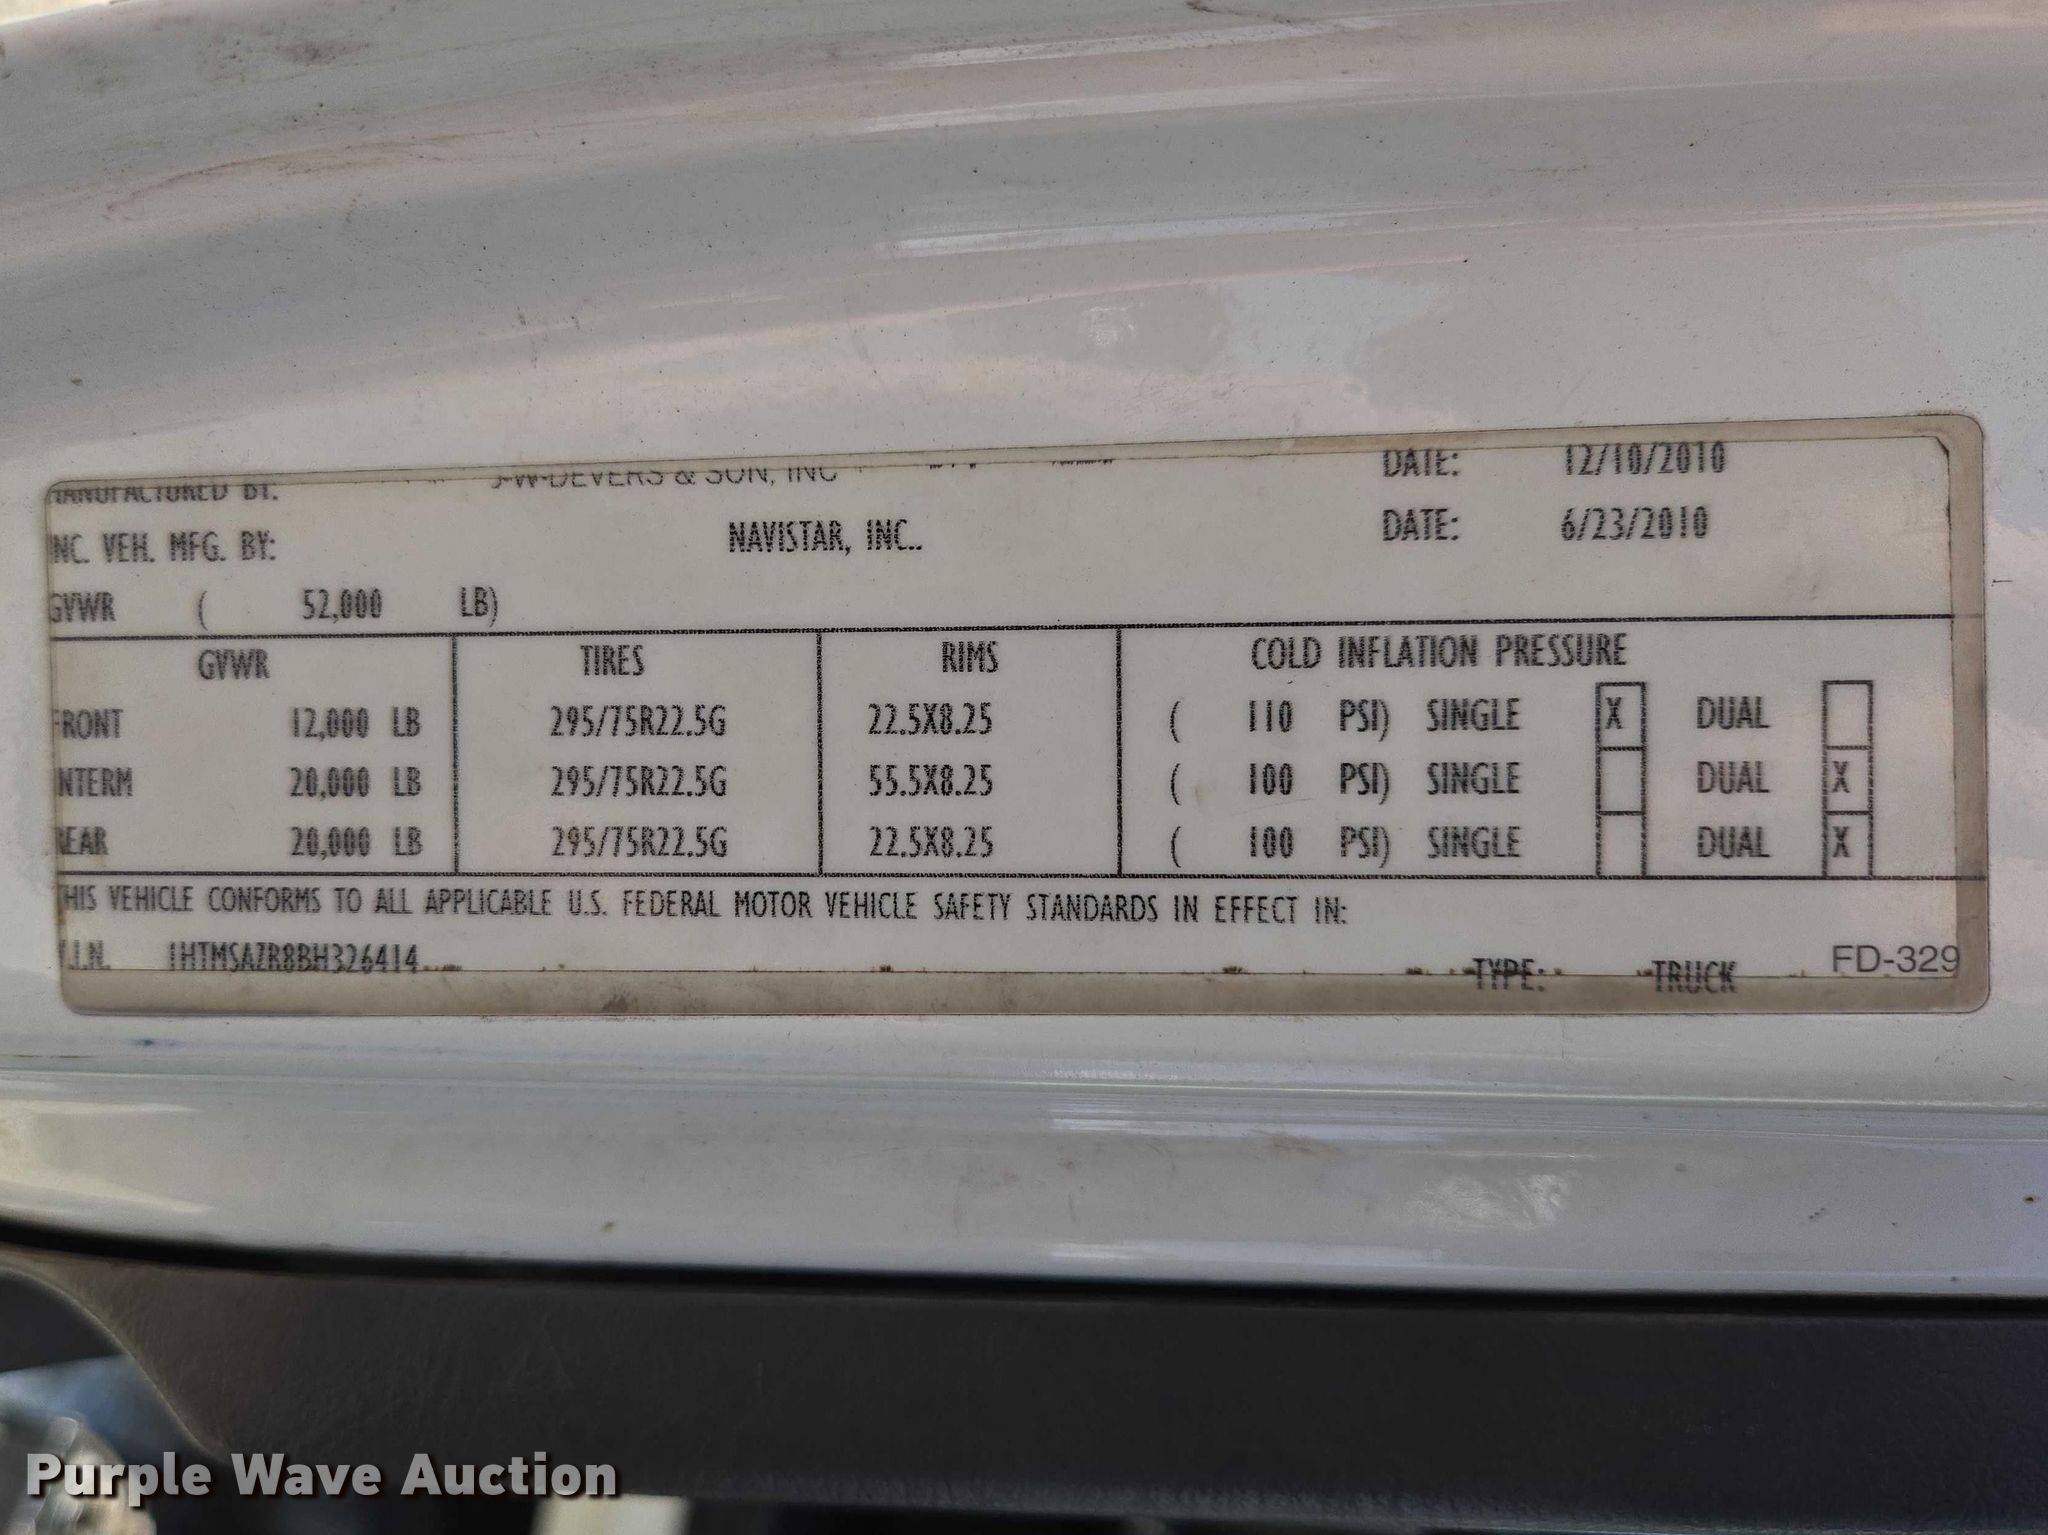 MANUFACTURED BY: J-W-DEVERS & SON, INC DATE: 12/10/2010
INC. VEH. MFG. BY: NAVISTAR, INC.. DATE: 6/23/2010
GVWR ( 52,000 LB)
GVWR TIRES RIMS COLD INFLATION PRESSURE
FRONT 12,000 LB 295/75R22.5G 22.5X8.25 ( 110 PSI) SINGLE X DUAL
INTERM 20,000 LB 295/75R22.5G 55.5X8.25 ( 100 PSI) SINGLE DUAL X
REAR 20,000 LB 295/75R22.5G 22.5X8.25 ( 100 PSI) SINGLE DUAL X
THIS VEHICLE CONFORMS TO ALL APPLICABLE U.S. FEDERAL MOTOR VEHICLE SAFETY STANDARDS IN EFFECT IN:
V.I.N. 1HTMSAZR8BH326414 TYPE: TRUCK FD-329
Purple Wave Auction